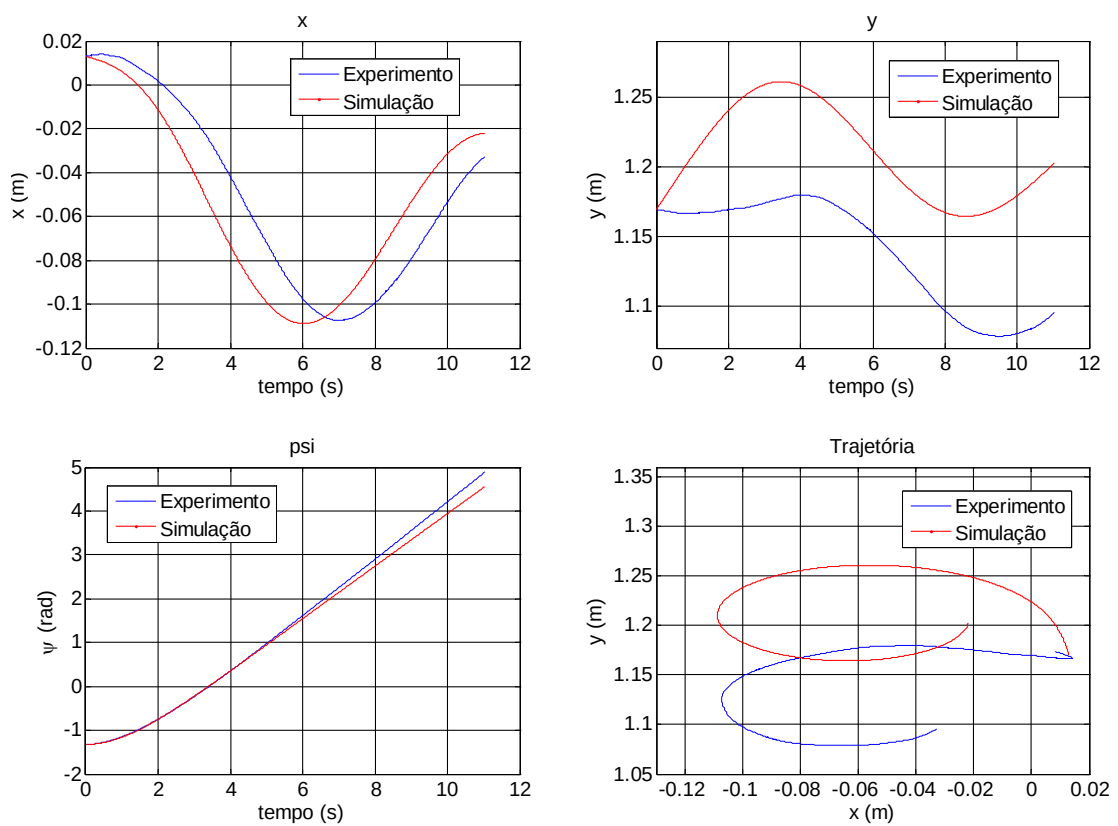 x
0.02
0
-0.02
-0.04
-0.06
-0.08
-0.1
-0.12
x (m)
0 2 4 6 8 10 12
tempo (s)
Experimento
Simulação
y
1.25
1.2
1.15
1.1
y (m)
0 2 4 6 8 10 12
tempo (s)
Experimento
Simulação
psi
5
4
3
2
1
0
-1
-2
ψ (rad)
0 2 4 6 8 10 12
tempo (s)
Experimento
Simulação
Trajetória
1.35
1.3
1.25
1.2
1.15
1.1
1.05
y (m)
-0.12 -0.1 -0.08 -0.06 -0.04 -0.02 0 0.02
x (m)
Experimento
Simulação